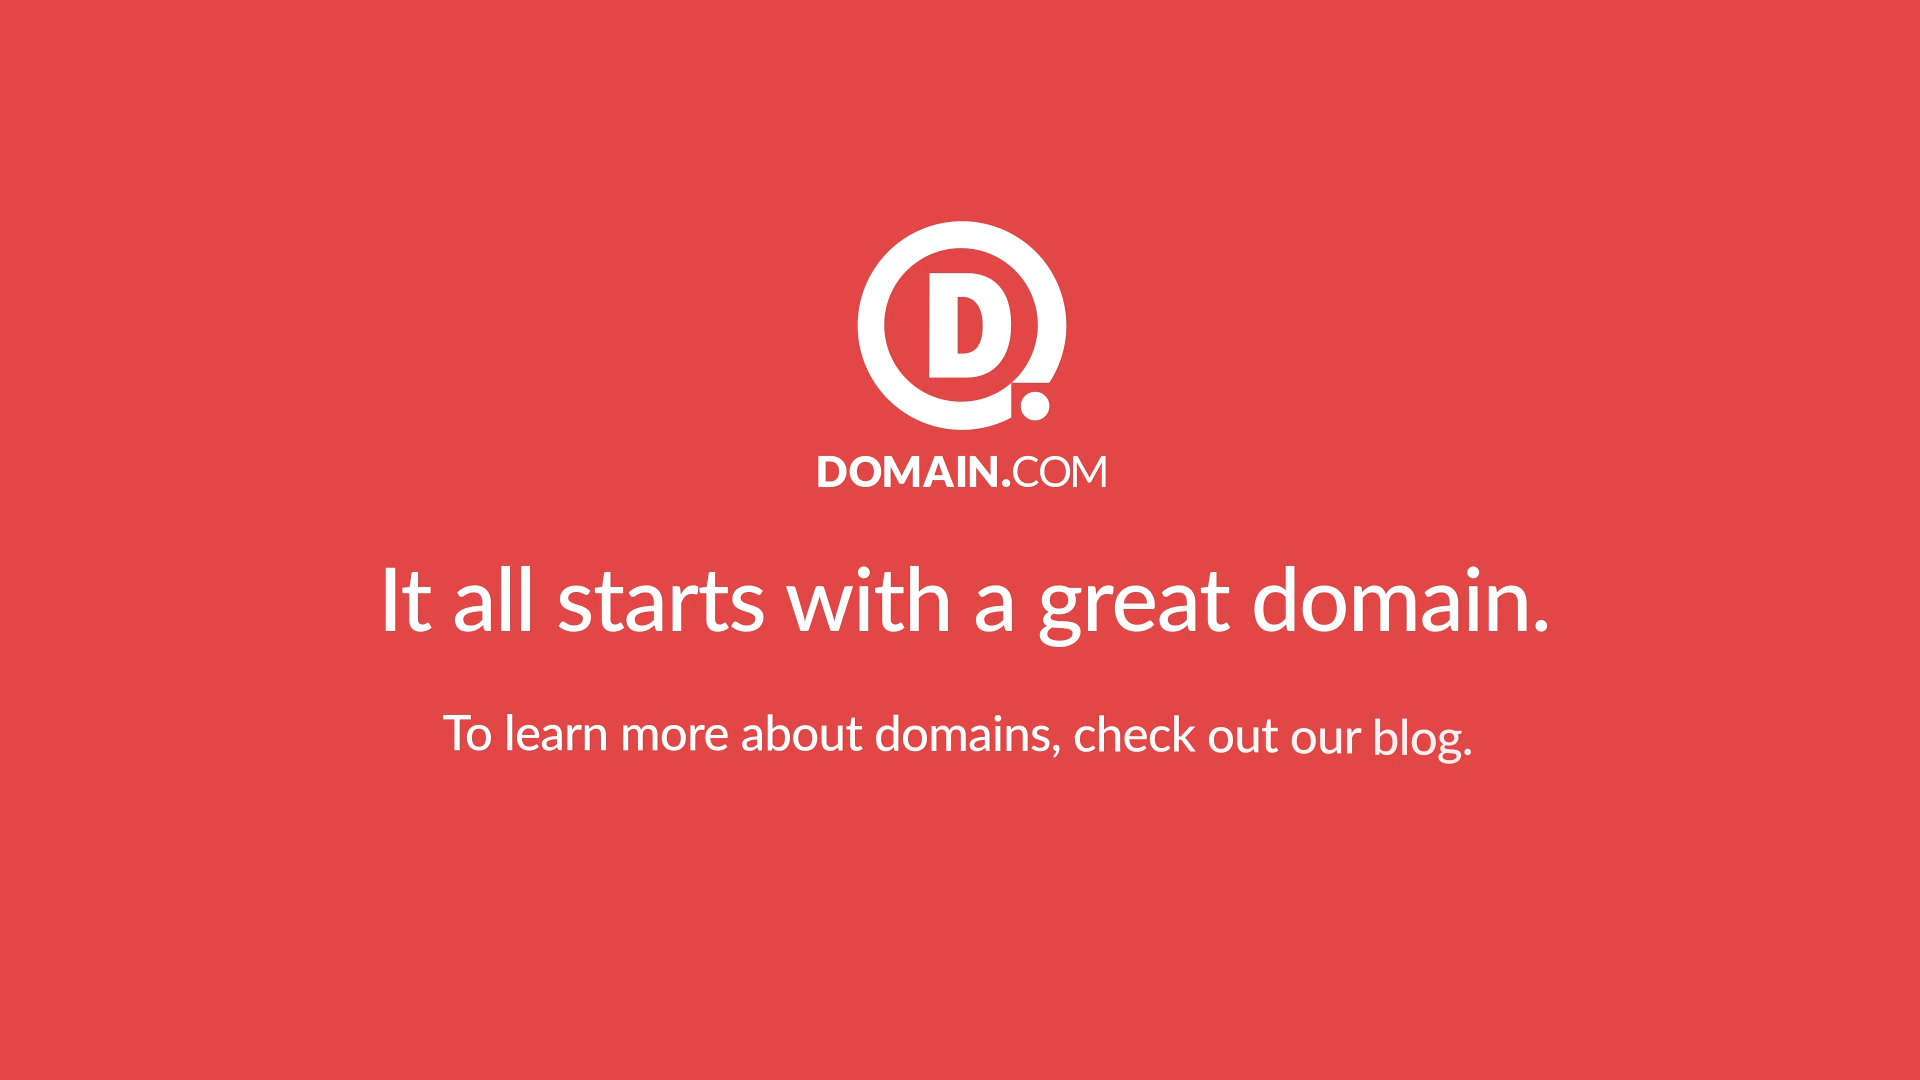 D
DOMAIN.COM
It all starts with a great domain.
To learn more about domains, check out our blog.